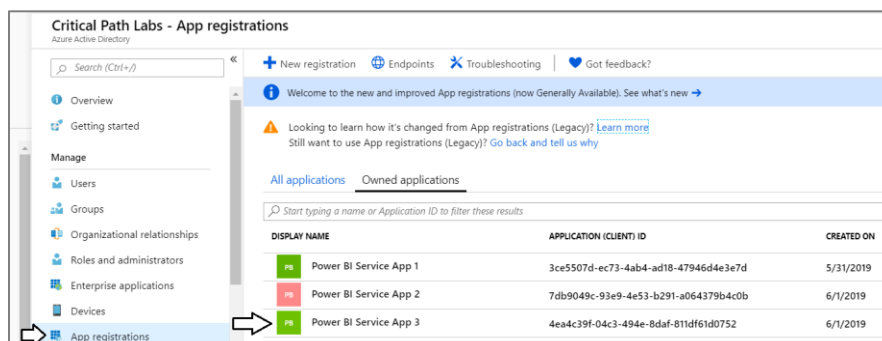 Critical Path Labs - App registrations
Azure Active Directory
Search (Ctrl+/)
«
Overview
Getting started
Manage
Users
Groups
Organizational relationships
Roles and administrators
Enterprise applications
Devices
App registrations
New registration Endpoints Troubleshooting Got feedback?
Welcome to the new and improved App registrations (now Generally Available). See what's new →
Looking to learn how it's changed from App registrations (Legacy)? Learn more
Still want to use App registrations (Legacy)? Go back and tell us why
All applications Owned applications
Start typing a name or Application ID to filter these results
DISPLAY NAME APPLICATION (CLIENT) ID CREATED ON
PB Power BI Service App 1 3ce5507d-ec73-4ab4-ad18-47946d4e3e7d 5/31/2019
PB Power BI Service App 2 7db9049c-93e9-4e53-b291-a064379b4c0b 6/1/2019
PB Power BI Service App 3 4ea4c39f-04c3-494e-8daf-811df61d0752 6/1/2019